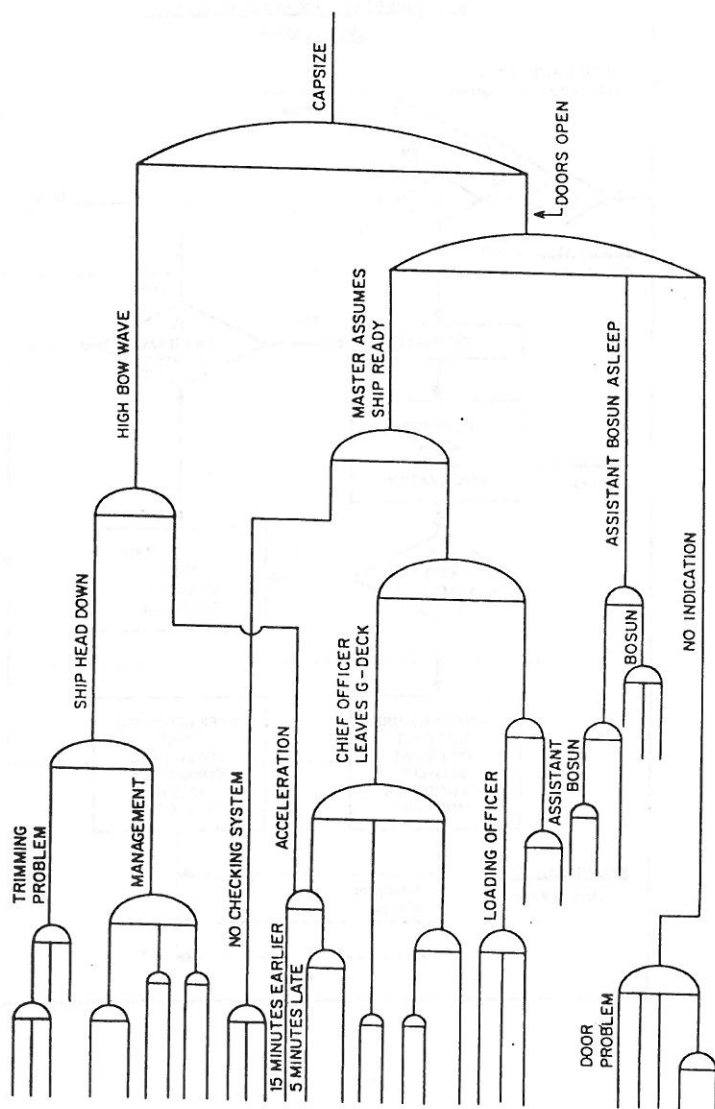 CAPSIZE
DOORS OPEN
HIGH BOW WAVE
MASTER ASSUMES
SHIP READY
ASSISTANT BOSUN ASLEEP
NO INDICATION
SHIP HEAD DOWN
ACCELERATION
CHIEF OFFICER
LEAVES G-DECK
BOSUN
ASSISTANT
BOSUN
TRIMMING
PROBLEM
MANAGEMENT
NO CHECKING SYSTEM
15 MINUTES EARLIER
5 MINUTES LATE
LOADING OFFICER
DOOR
PROBLEM